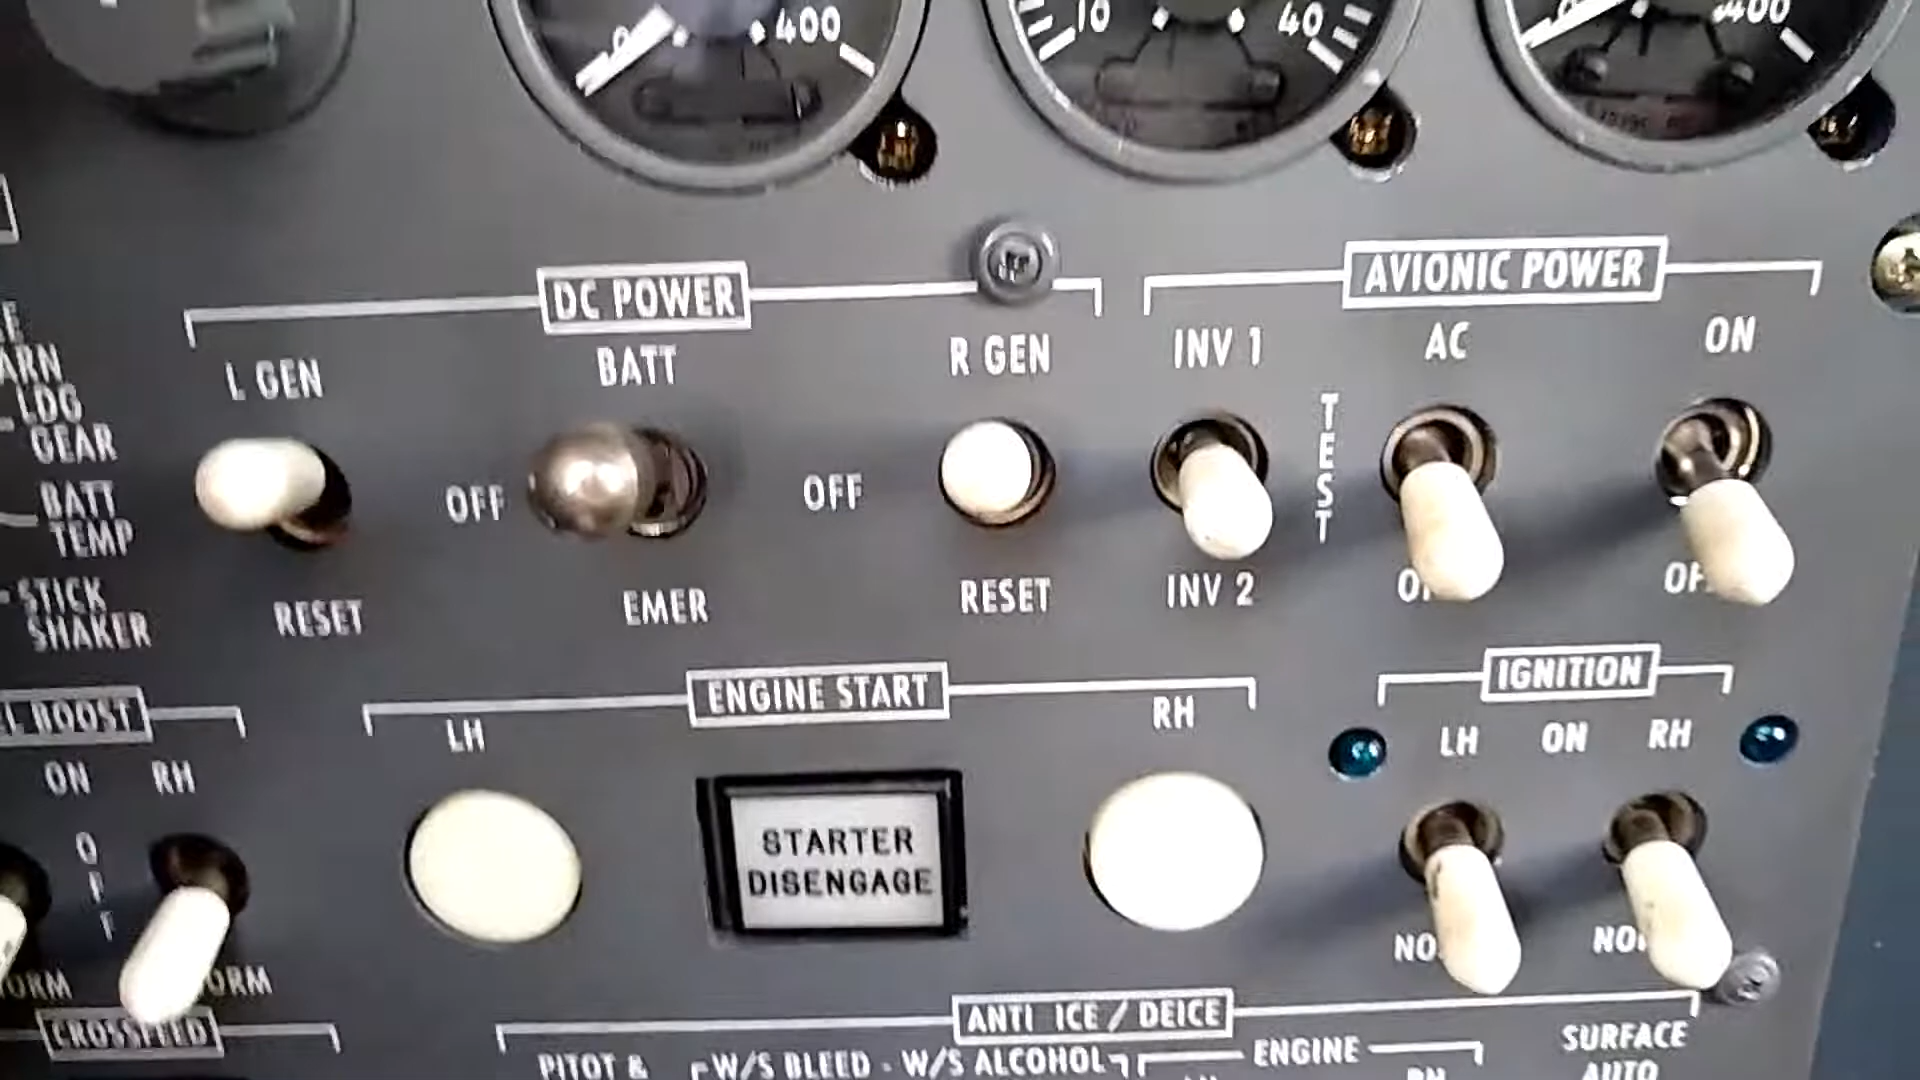 400
10
40
400
DC POWER
AVIONIC POWER
L GEN
BATT
R GEN
INV 1
AC
ON
LDG
GEAR
BATT
TEMP
OFF
OFF
TEST
STICK
SHAKER
RESET
EMER
RESET
INV 2
ENGINE START
IGNITION
BOOST
LH
RH
LH
ON
RH
ON
RH
OFF
STARTER
DISENGAGE
CROSSFEED
ANTI ICE / DEICE
PITOT &
W/S BLEED - W/S ALCOHOL
ENGINE
SURFACE
AUTO